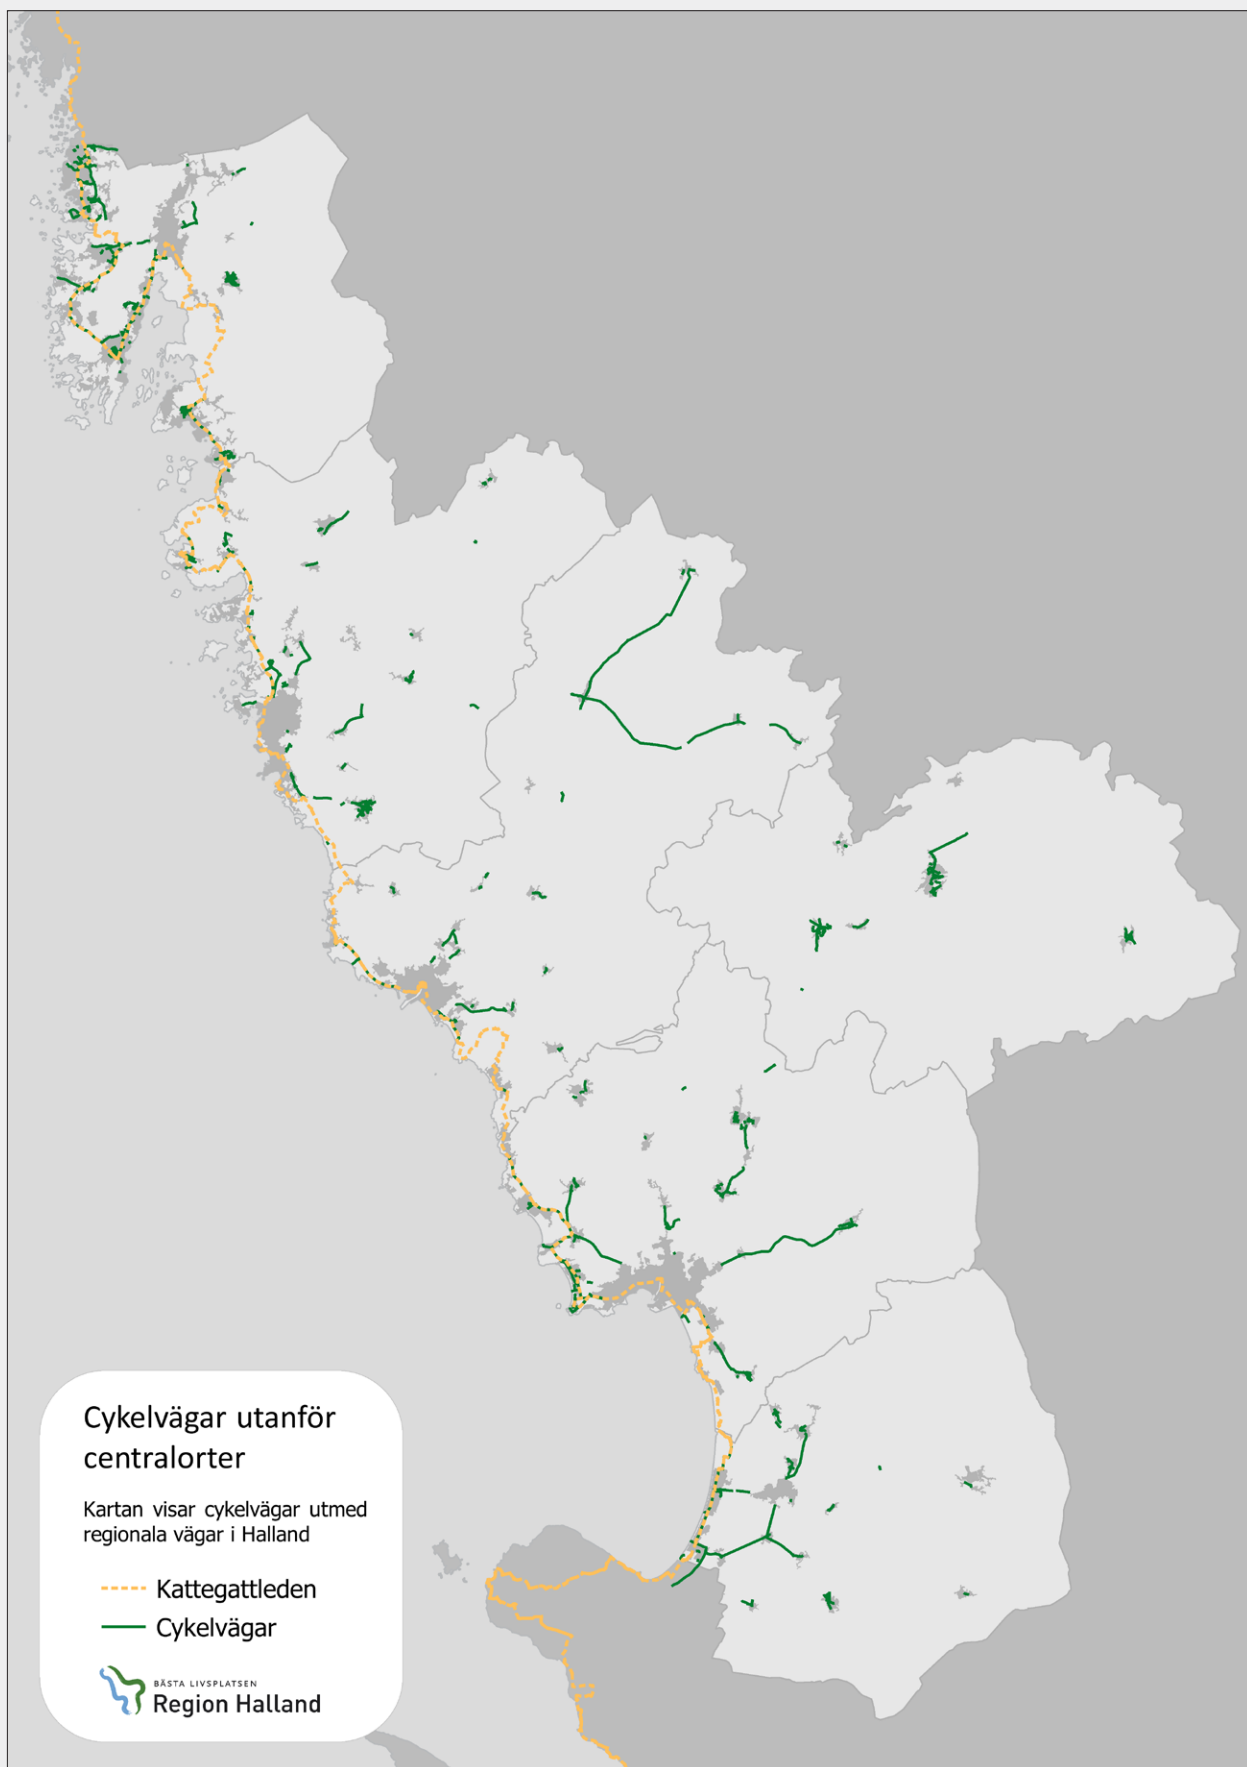 Cykelvägar utanför
centralorter
Kartan visar cykelvägar utmed
regionala vägar i Halland
Kattegattleden
Cykelvägar
BÄSTA LIVSPLATSEN
Region Halland